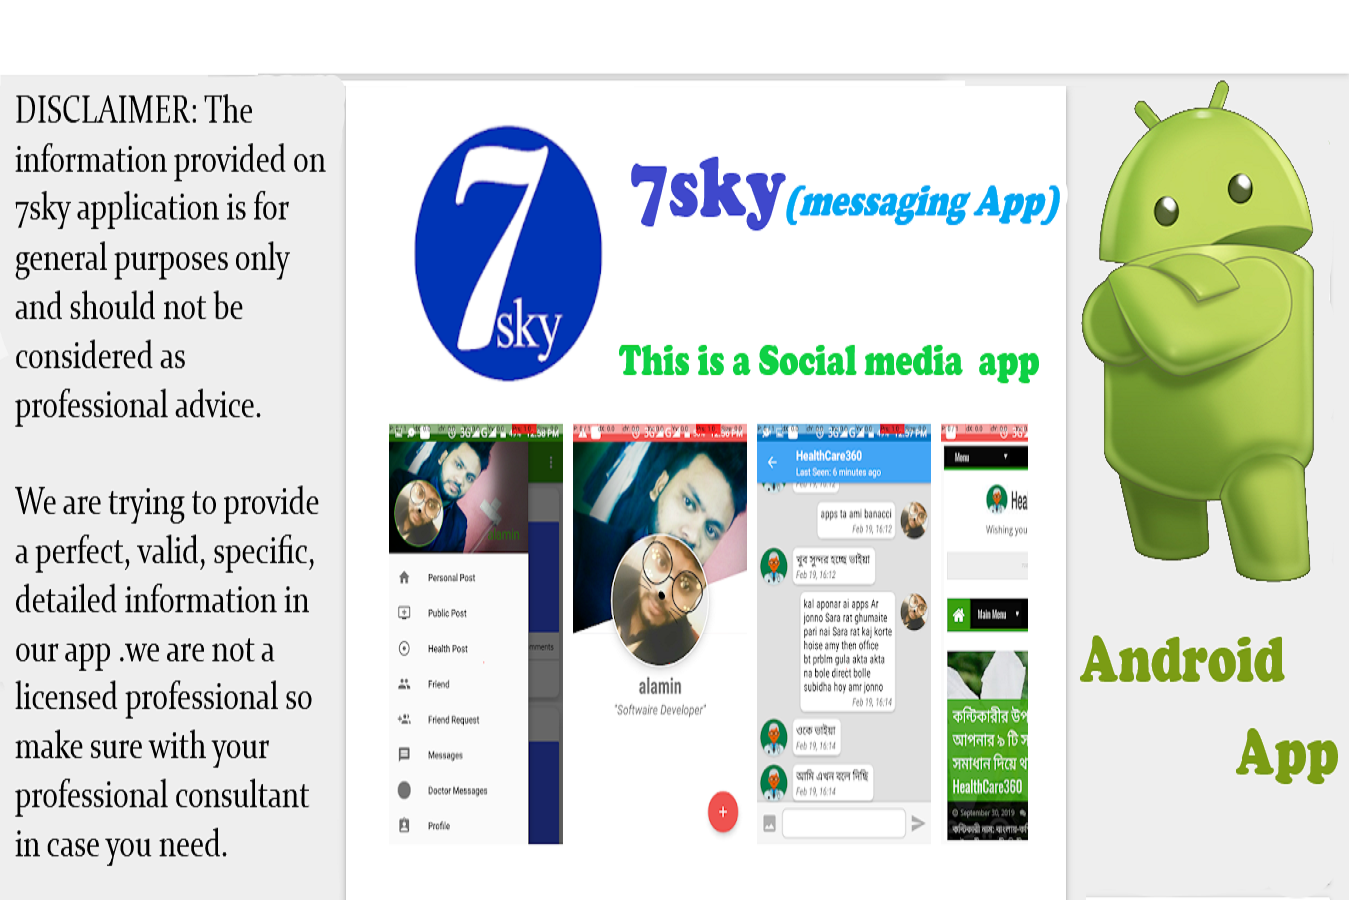 DISCLAIMER: The
information provided on
7sky application is for
general purposes only
and should not be
considered as
professional advice.
We are trying to provide
a perfect, valid, specific,
detailed information in
our app .we are not a
licensed professional so
make sure with your
professional consultant
in case you need.
7
sky
7sky(messaging App)
This is a Social media app
alamin
Personal Post
Public Post
Health Post
Friend
Friend Request
Messages
Doctor Messages
Profile
mments
alamin
"Softwaire Developer"
+
HealthCare360
Last Seen: 6 minutes ago
apps ta ami banacci
Feb 19, 16:12
খুব সুন্দর হচ্ছে ভাইয়া
Feb 19, 16:12
kal aponar ai apps Ar
jonno Sara rat ghumaite
pari nai Sara rat kaj korte
hoise amy then office
bt prblm gula akta akta
na bole direct bolle
subidha hoy amr jonno
Feb 19, 16:14
ওকে ভাইয়া
Feb 19, 16:14
আমি এখন বলে দিছি
Feb 19, 16:14
Menu
Hea
Wishing you
Main Menu
কন্টিকারীর উপ
আপনার ৯ টি স
সমাধান দিয়ে থ
HealthCare360
September 30, 2019
Android
App